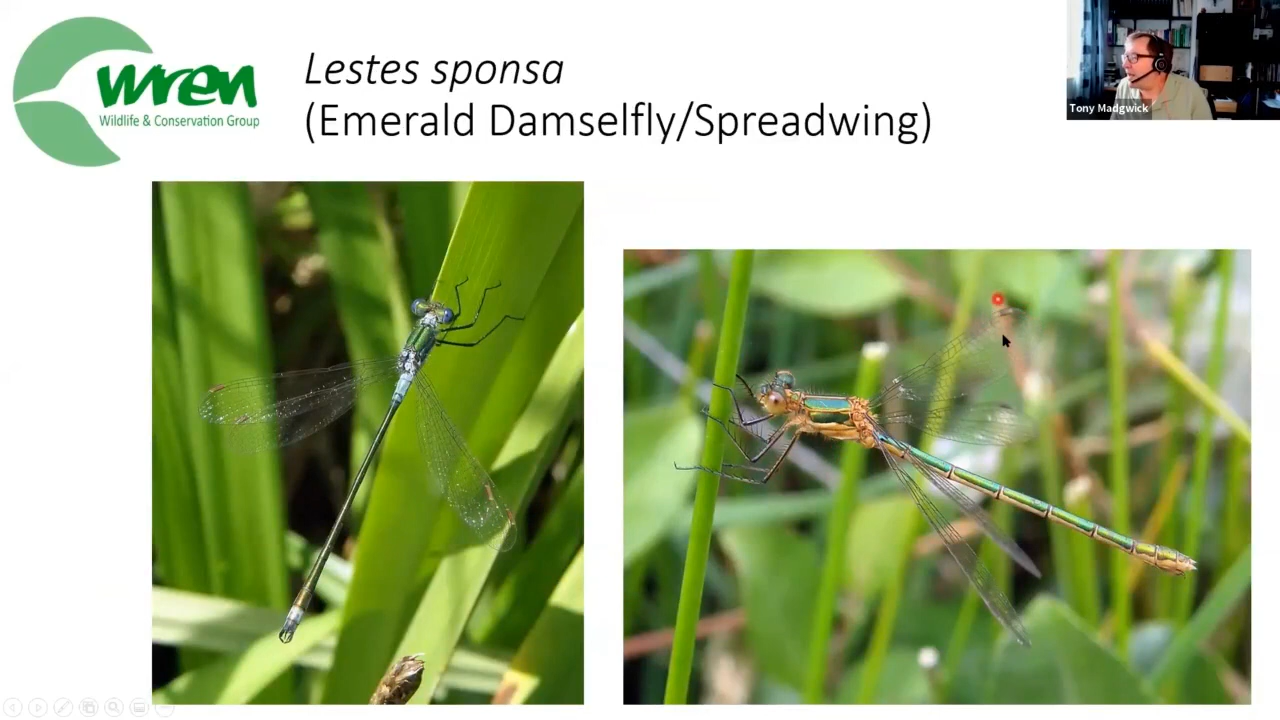 wren
Wildlife & Conservation Group
Lestes sponsa
(Emerald Damselfly/Spreadwing)
Tony Madgwick